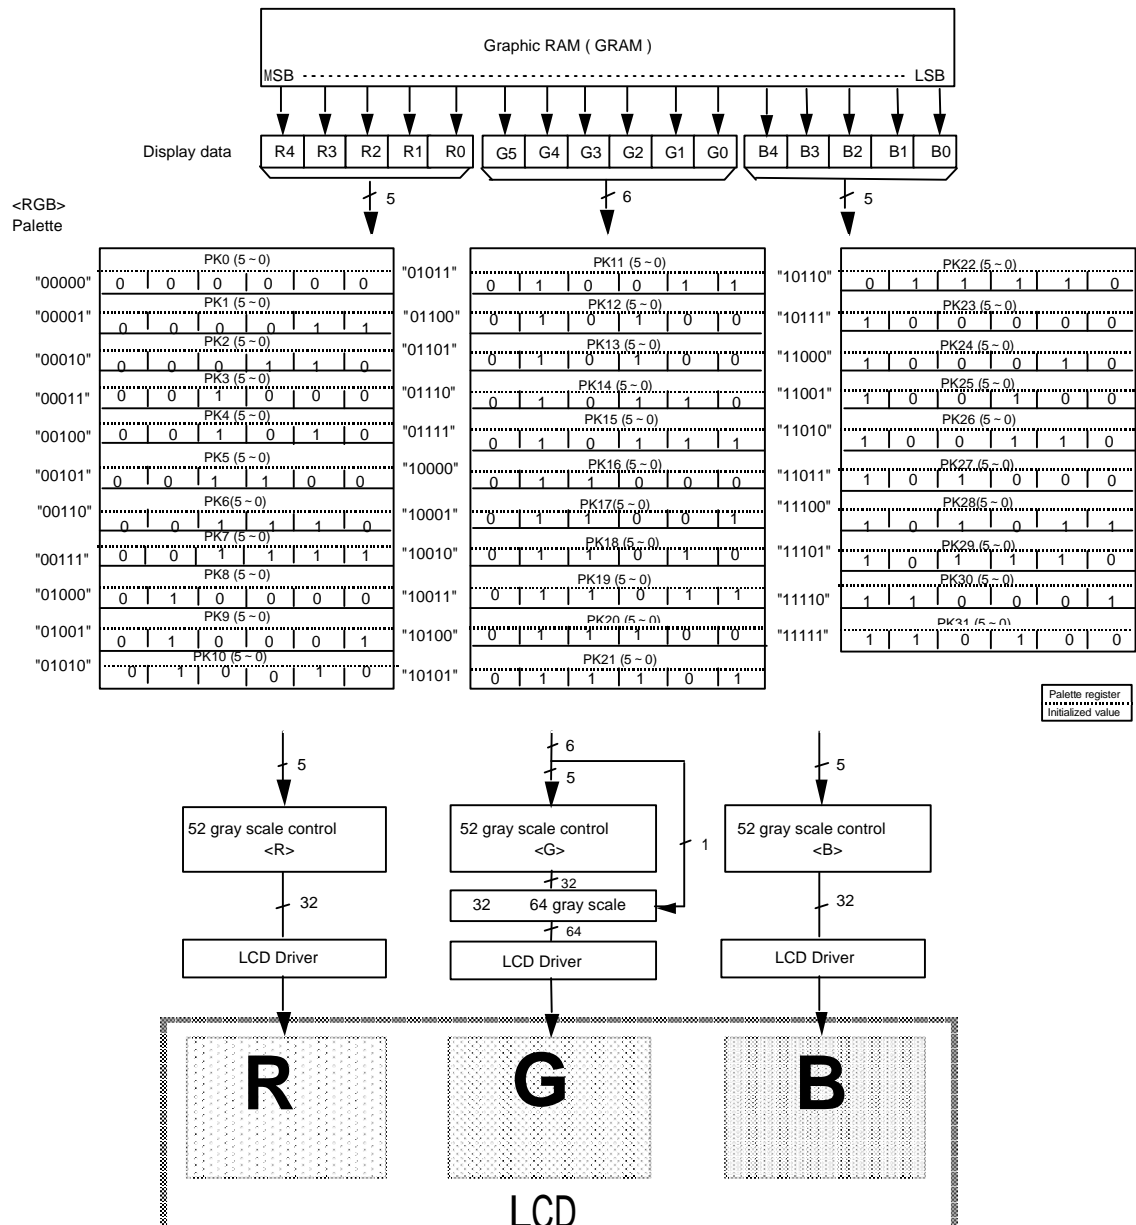 Graphic RAM ( GRAM )
MSB LSB
Display data R4 R3 R2 R1 R0 G5 G4 G3 G2 G1 G0 B4 B3 B2 B1 B0
5 6 5
<RGB>
Palette
PK0 (5 ~ 0)
"00000" 0 0 0 0 0 0
PK1 (5 ~ 0)
"00001" 0 0 0 0 1 1
PK2 (5 ~ 0)
"00010" 0 0 0 1 1 0
PK3 (5 ~ 0)
"00011" 0 0 1 0 0 0
PK4 (5 ~ 0)
"00100" 0 0 1 0 1 0
PK5 (5 ~ 0)
"00101" 0 0 1 1 0 0
PK6(5 ~ 0)
"00110" 0 0 1 1 1 0
PK7 (5 ~ 0)
"00111" 0 0 1 1 1 1
PK8 (5 ~ 0)
"01000" 0 1 0 0 0 0
PK9 (5 ~ 0)
"01001" 0 1 0 0 0 1
PK10 (5 ~ 0)
"01010" 0 1 0 0 1 0
PK11 (5 ~ 0)
"01011" 0 1 0 0 1 1
PK12 (5 ~ 0)
"01100" 0 1 0 1 0 0
PK13 (5 ~ 0)
"01101" 0 1 0 1 0 0
PK14 (5 ~ 0)
"01110" 0 1 0 1 1 0
PK15 (5 ~ 0)
"01111" 0 1 0 1 1 1
PK16 (5 ~ 0)
"10000" 0 1 1 0 0 0
PK17(5 ~ 0)
"10001" 0 1 1 0 0 1
PK18 (5 ~ 0)
"10010" 0 1 1 0 1 0
PK19 (5 ~ 0)
"10011" 0 1 1 0 1 1
PK20 (5 ~ 0)
"10100" 0 1 1 1 0 0
PK21 (5 ~ 0)
"10101" 0 1 1 1 0 1
PK22 (5 ~ 0)
"10110" 0 1 1 1 1 0
PK23 (5 ~ 0)
"10111" 1 0 0 0 0 0
PK24 (5 ~ 0)
"11000" 1 0 0 0 1 0
PK25 (5 ~ 0)
"11001" 1 0 0 1 0 0
PK26 (5 ~ 0)
"11010" 1 0 0 1 1 0
PK27 (5 ~ 0)
"11011" 1 0 1 0 0 0
PK28(5 ~ 0)
"11100" 1 0 1 0 1 1
PK29 (5 ~ 0)
"11101" 1 0 1 1 1 0
PK30 (5 ~ 0)
"11110" 1 1 0 0 0 1
PK31 (5 ~ 0)
"11111" 1 1 0 1 0 0
Palette register
Initialized value
5 6 5 5
52 gray scale control
<R>
52 gray scale control
<G>
52 gray scale control
<B>
1
32 32 32
32 64 gray scale
64
LCD Driver LCD Driver LCD Driver
R G B
LCD